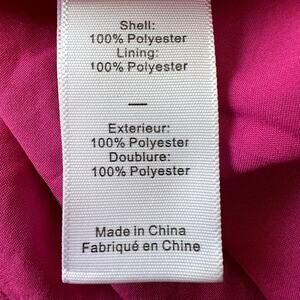 Shell:
100% Polyester
Lining:
100% Polyester
—
Exterieur:
100% Polyester
Doublure:
100% Polyester
Made in China
Fabriqué en Chine